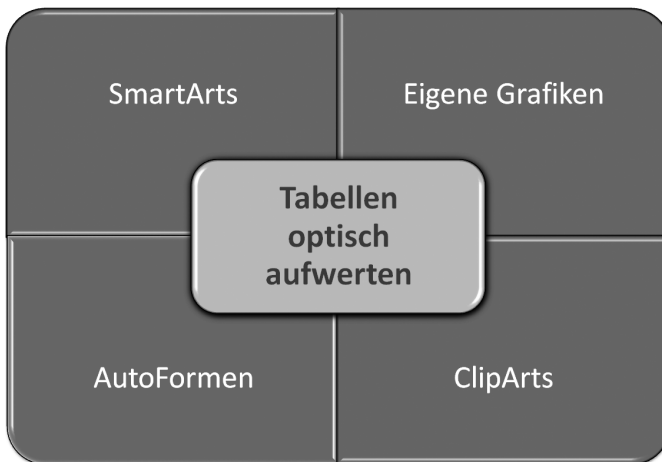 SmartArts
Eigene Grafiken
Tabellen
optisch
aufwerten
AutoFormen
ClipArts